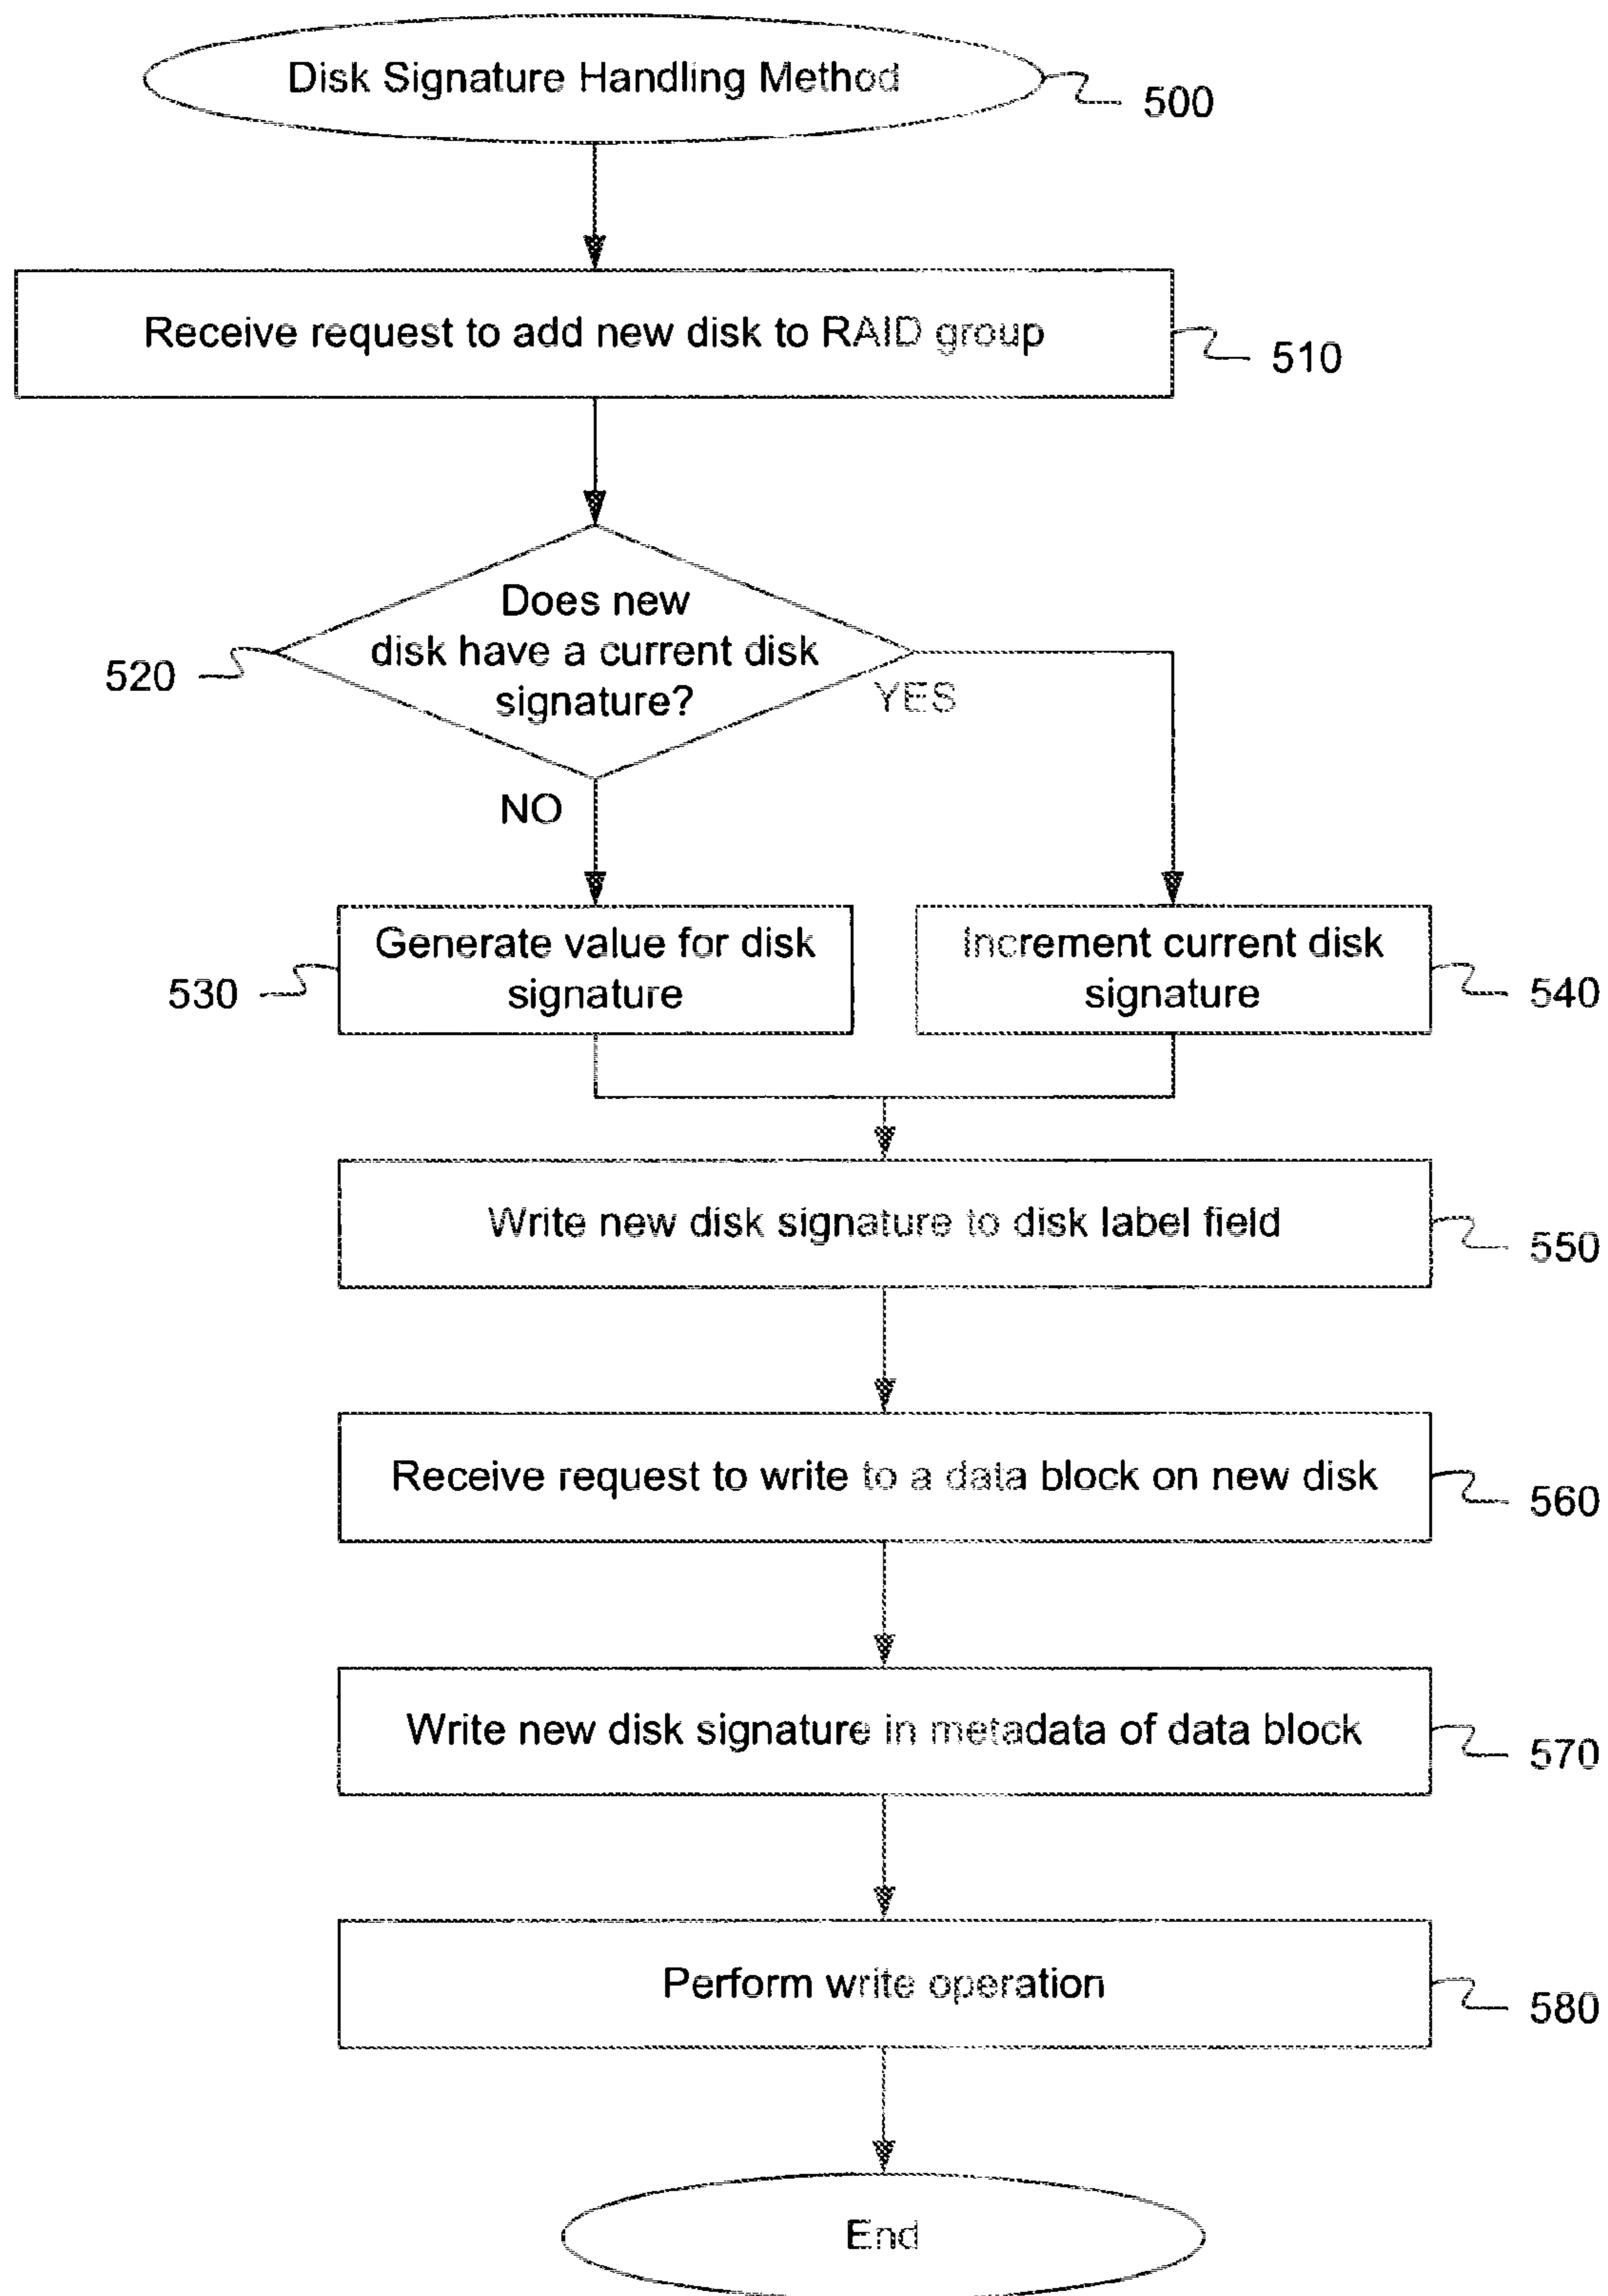 Disk Signature Handling Method
500
Receive request to add new disk to RAID group
510
Does new
disk have a current disk
signature?
520
YES
NO
Generate value for disk
signature
530
Increment current disk
signature
540
Write new disk signature to disk label field
550
Receive request to write to a data block on new disk
560
Write new disk signature in metadata of data block
570
Perform write operation
580
End